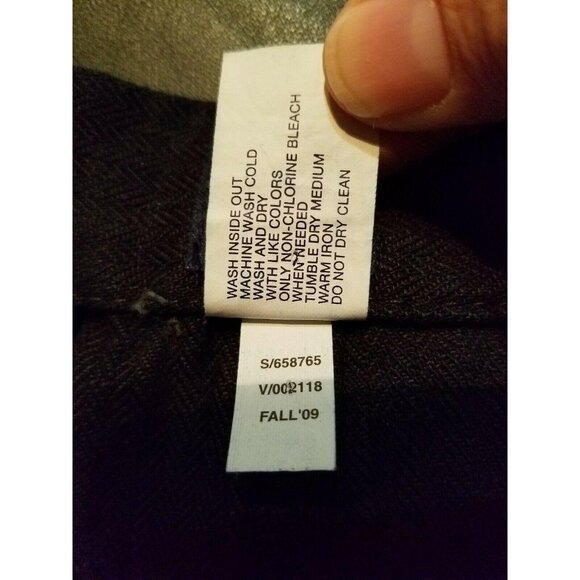 WASH INSIDE OUT
MACHINE WASH COLD
WASH AND DRY
WITH LIKE COLORS
ONLY NON-CHLORINE BLEACH
WHEN NEEDED
TUMBLE DRY MEDIUM
WARM IRON
DO NOT DRY CLEAN
S/658765
V/002118
FALL'09